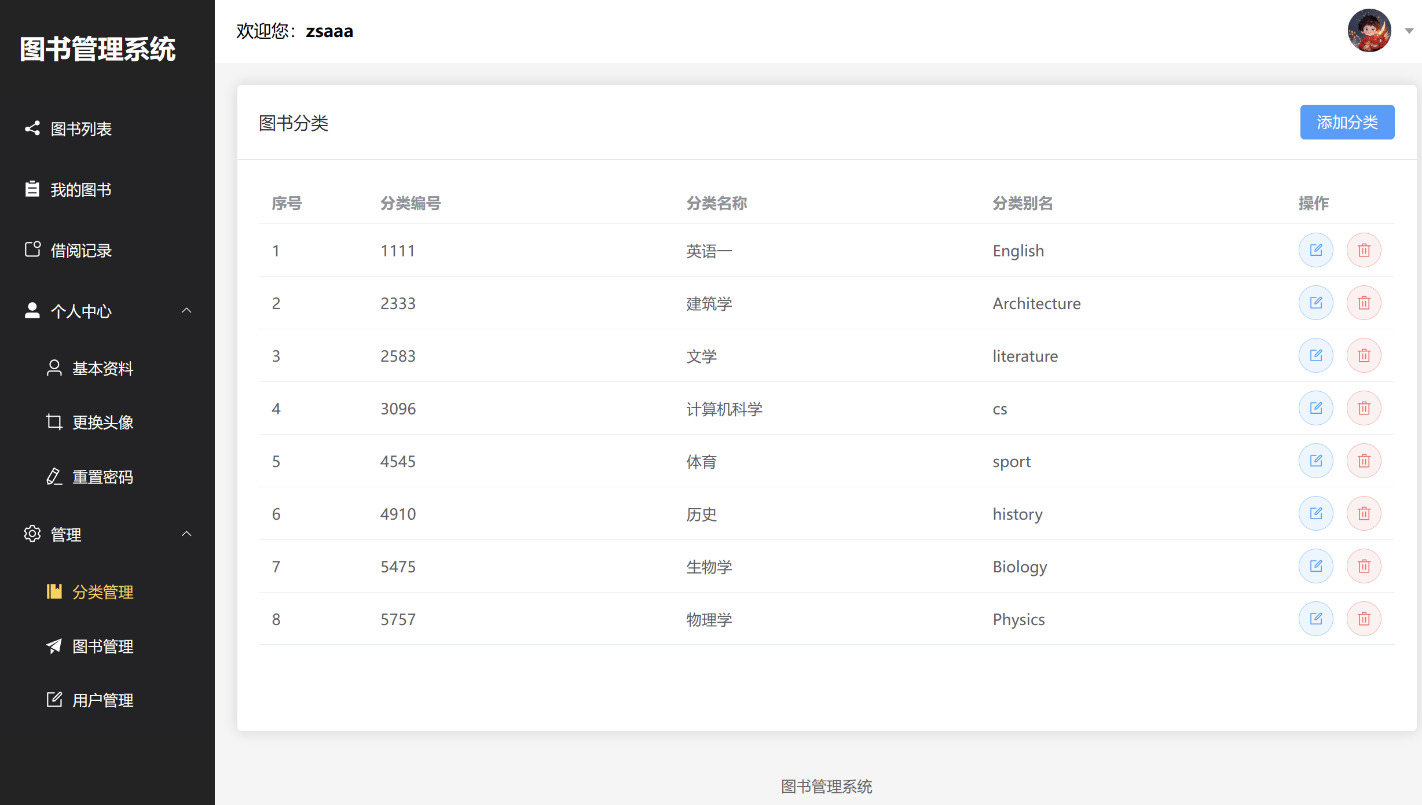 图书管理系统
欢迎您：zsaaa
图书列表
我的图书
借阅记录
个人中心
基本资料
更换头像
重置密码
管理
分类管理
图书管理
用户管理
图书分类
添加分类
序号 分类编号 分类名称 分类别名 操作
1 1111 英语一 English
2 2333 建筑学 Architecture
3 2583 文学 literature
4 3096 计算机科学 cs
5 4545 体育 sport
6 4910 历史 history
7 5475 生物学 Biology
8 5757 物理学 Physics
图书管理系统